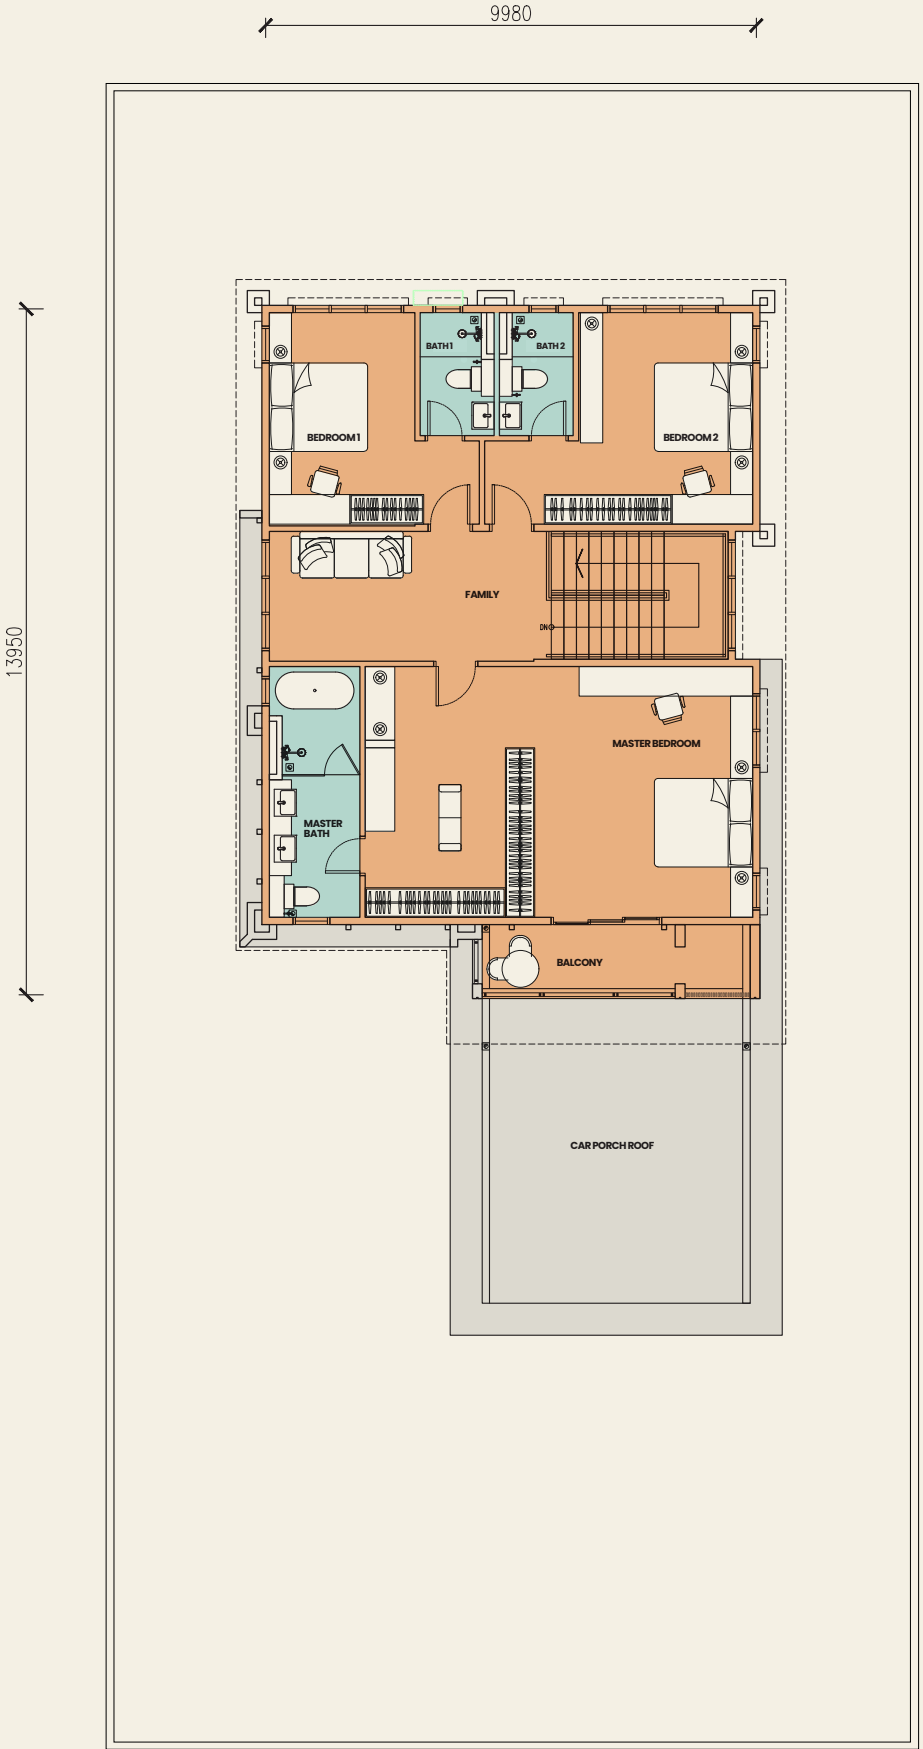 9980
13950
BATH 1
BATH 2
BEDROOM 1
BEDROOM 2
FAMILY
DN
MASTER BEDROOM
MASTER
BATH
BALCONY
CAR PORCH ROOF